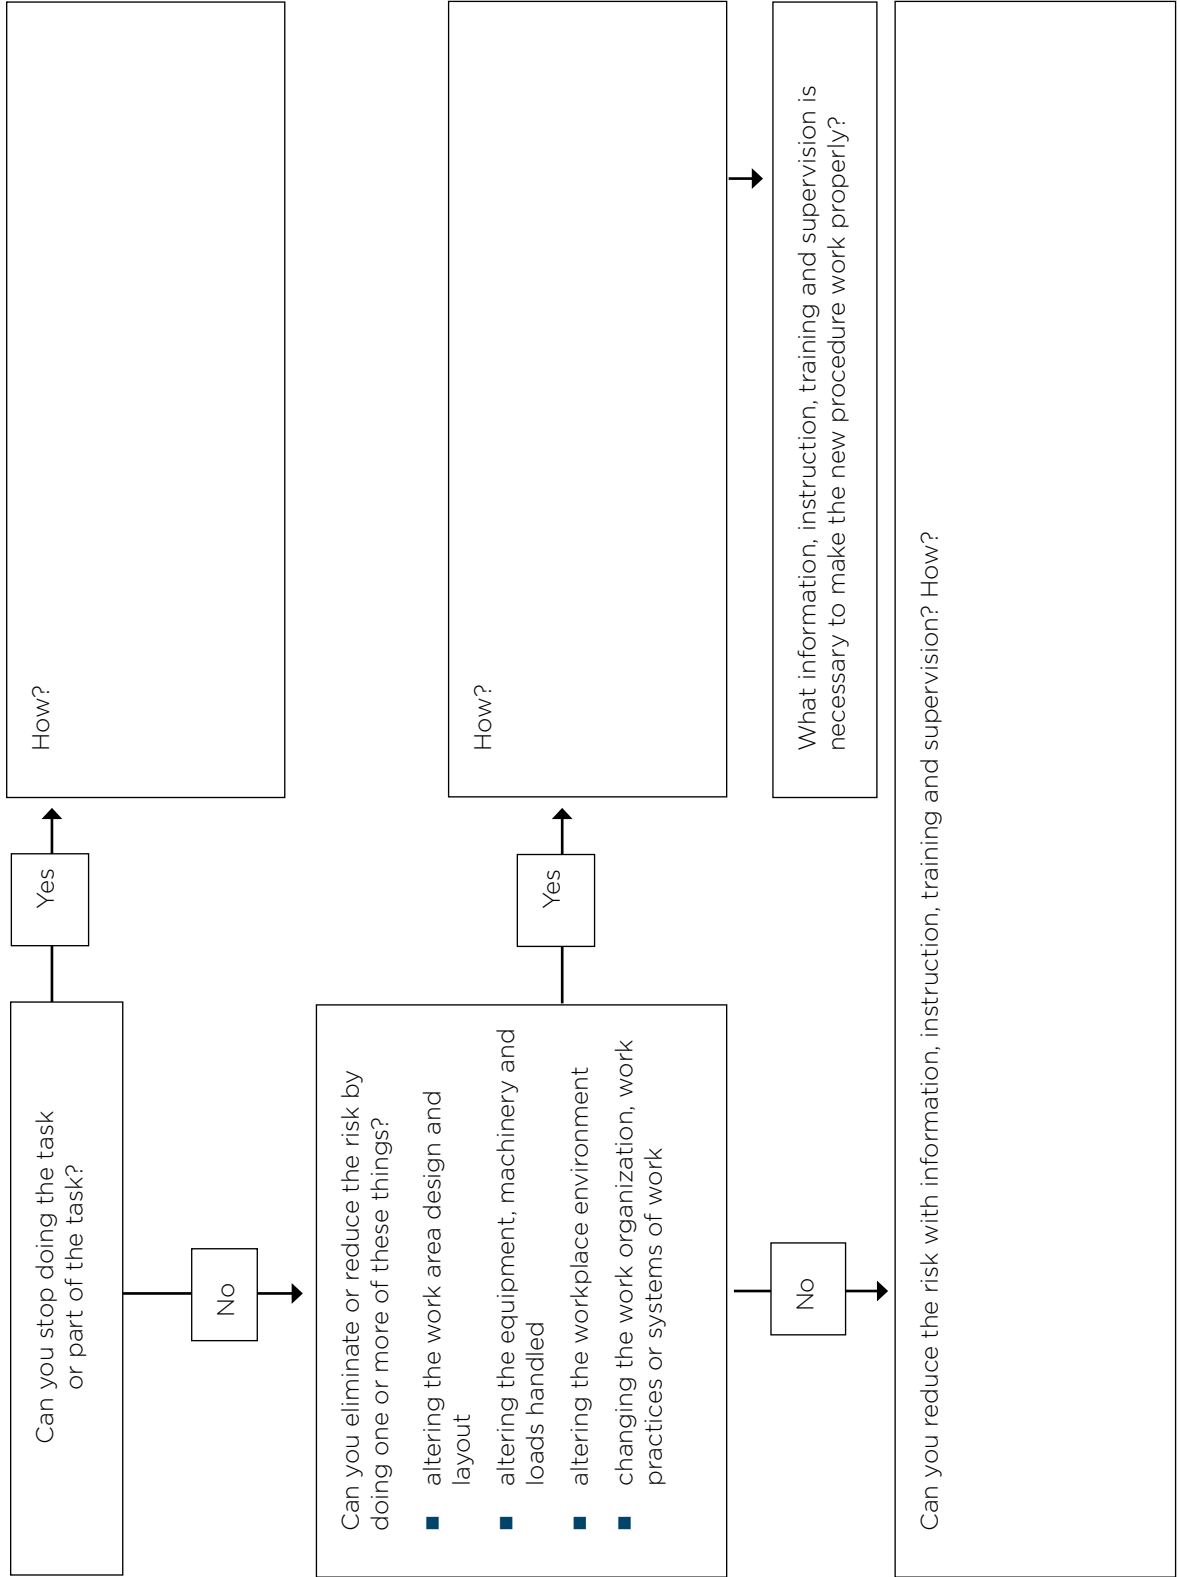 Can you stop doing the task
or part of the task?
Yes
How?
No
Can you eliminate or reduce the risk by
doing one or more of these things?
■ altering the work area design and
layout
■ altering the equipment, machinery and
loads handled
■ altering the workplace environment
■ changing the work organization, work
practices or systems of work
Yes
How?
What information, instruction, training and supervision is
necessary to make the new procedure work properly?
No
Can you reduce the risk with information, instruction, training and supervision? How?